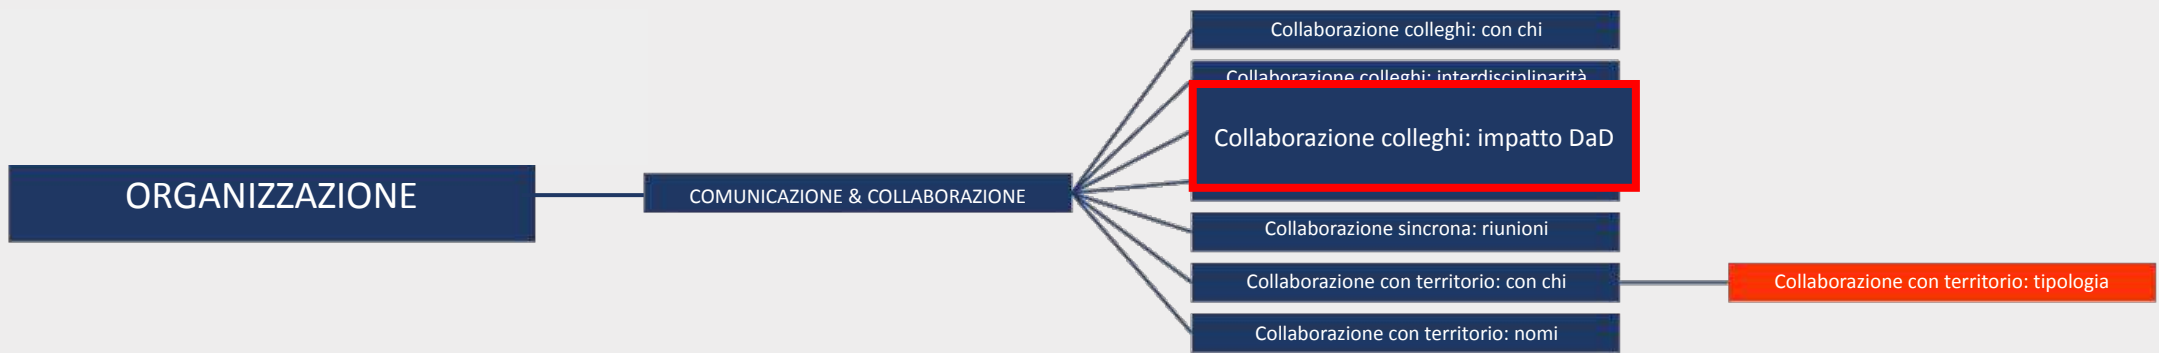 ORGANIZZAZIONE
COMUNICAZIONE & COLLABORAZIONE
Collaborazione colleghi: con chi
Collaborazione colleghi: interdisciplinarità
Collaborazione colleghi: impatto DaD
Collaborazione sincrona: riunioni
Collaborazione con territorio: con chi
Collaborazione con territorio: nomi
Collaborazione con territorio: tipologia